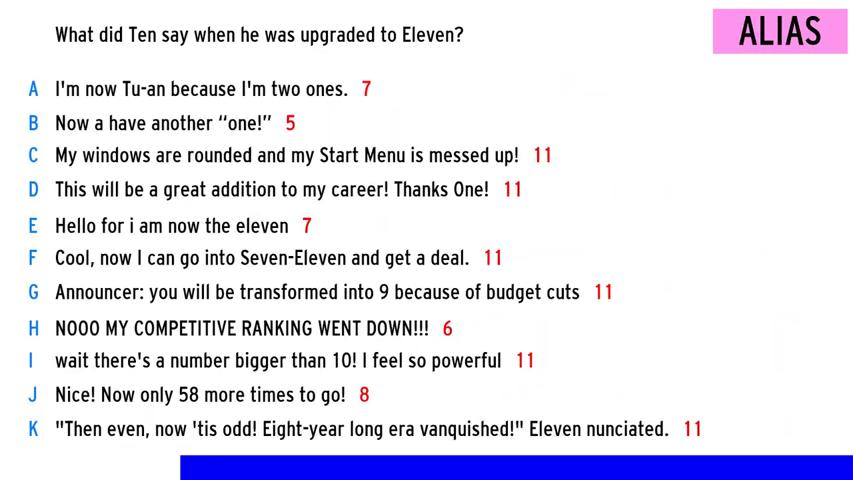 What did Ten say when he was upgraded to Eleven?
ALIAS
A I'm now Tu-an because I'm two ones. 7
B Now a have another “one!” 5
C My windows are rounded and my Start Menu is messed up! 11
D This will be a great addition to my career! Thanks One! 11
E Hello for i am now the eleven 7
F Cool, now I can go into Seven-Eleven and get a deal. 11
G Announcer: you will be transformed into 9 because of budget cuts 11
H NOOO MY COMPETITIVE RANKING WENT DOWN!!! 6
I wait there's a number bigger than 10! I feel so powerful 11
J Nice! Now only 58 more times to go! 8
K "Then even, now 'tis odd! Eight-year long era vanquished!" Eleven nunciated. 11